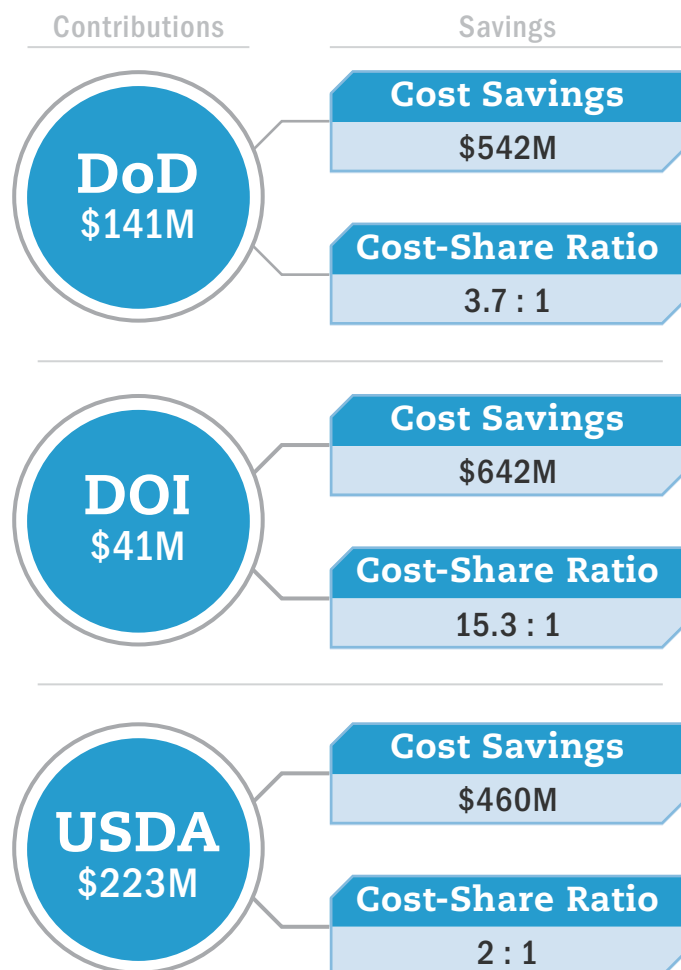 Contributions
Savings
DoD
$141M
Cost Savings
$542M
Cost-Share Ratio
3.7 : 1
DOI
$41M
Cost Savings
$642M
Cost-Share Ratio
15.3 : 1
USDA
$223M
Cost Savings
$460M
Cost-Share Ratio
2 : 1